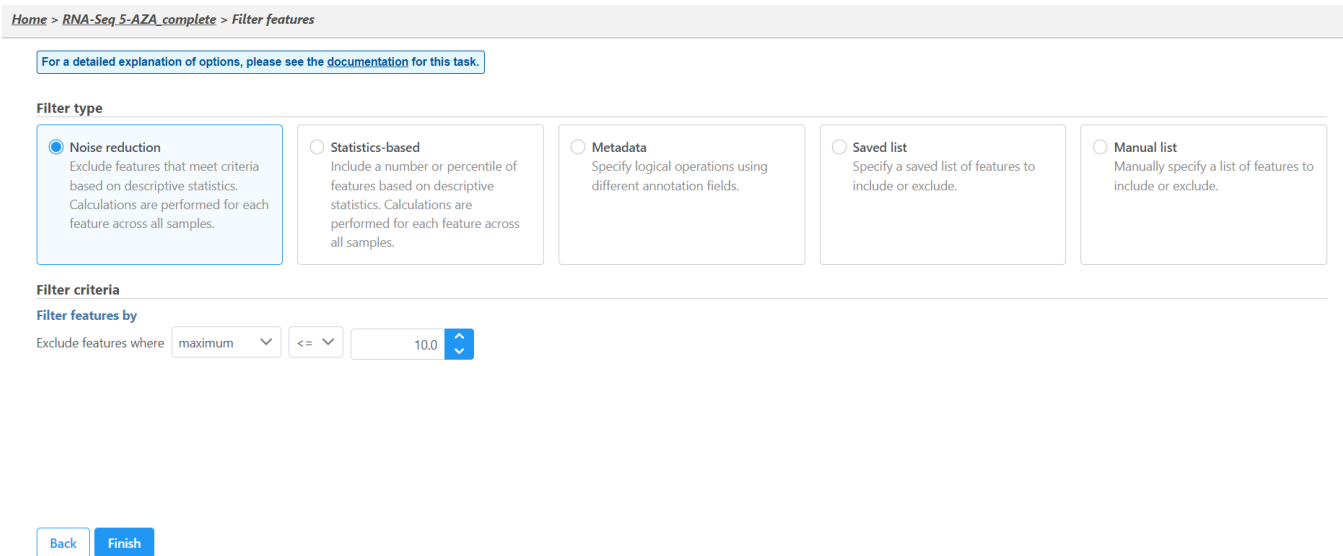 Home > RNA-Seq 5-AZA_complete > Filter features
For a detailed explanation of options, please see the documentation for this task.
Filter type
Noise reduction
Exclude features that meet criteria
based on descriptive statistics.
Calculations are performed for each
feature across all samples.
Statistics-based
Include a number or percentile of
features based on descriptive
statistics. Calculations are
performed for each feature across
all samples.
Metadata
Specify logical operations using
different annotation fields.
Saved list
Specify a saved list of features to
include or exclude.
Manual list
Manually specify a list of features to
include or exclude.
Filter criteria
Filter features by
Exclude features where maximum <= 10.0
Back Finish